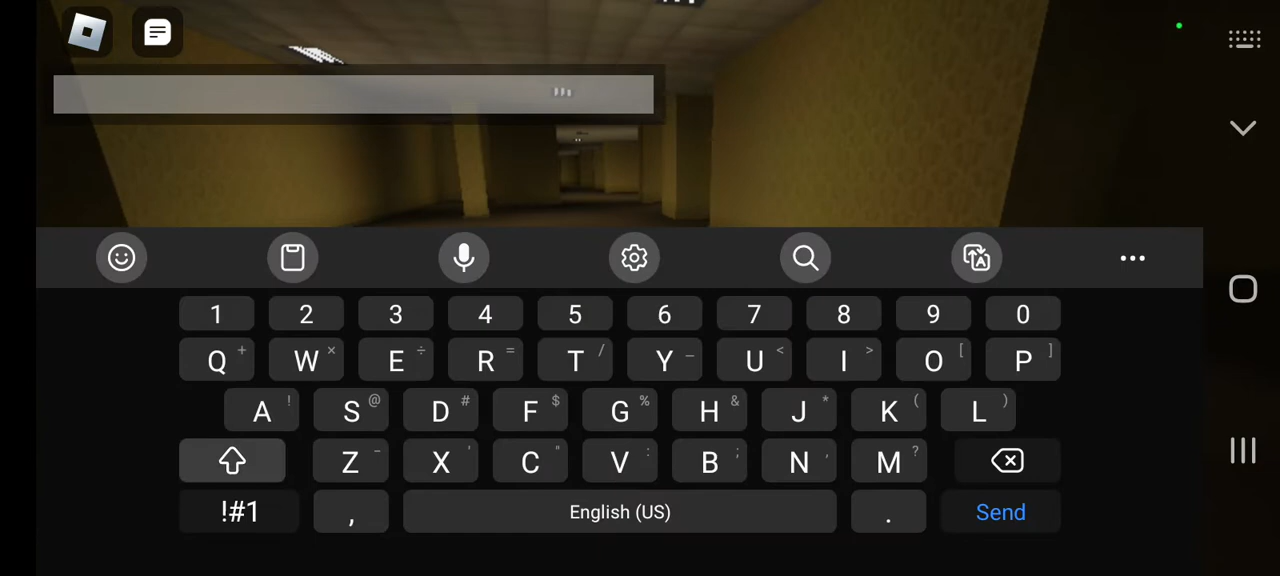 1 2 3 4 5 6 7 8 9 0
Q + W × E ÷ R = T / Y _ U < I > O [ P ]
A ! S @ D # F $ G % H & J * K ( L )
Z - X ' C " V : B ; N , M ?
!#1 , English (US) . Send